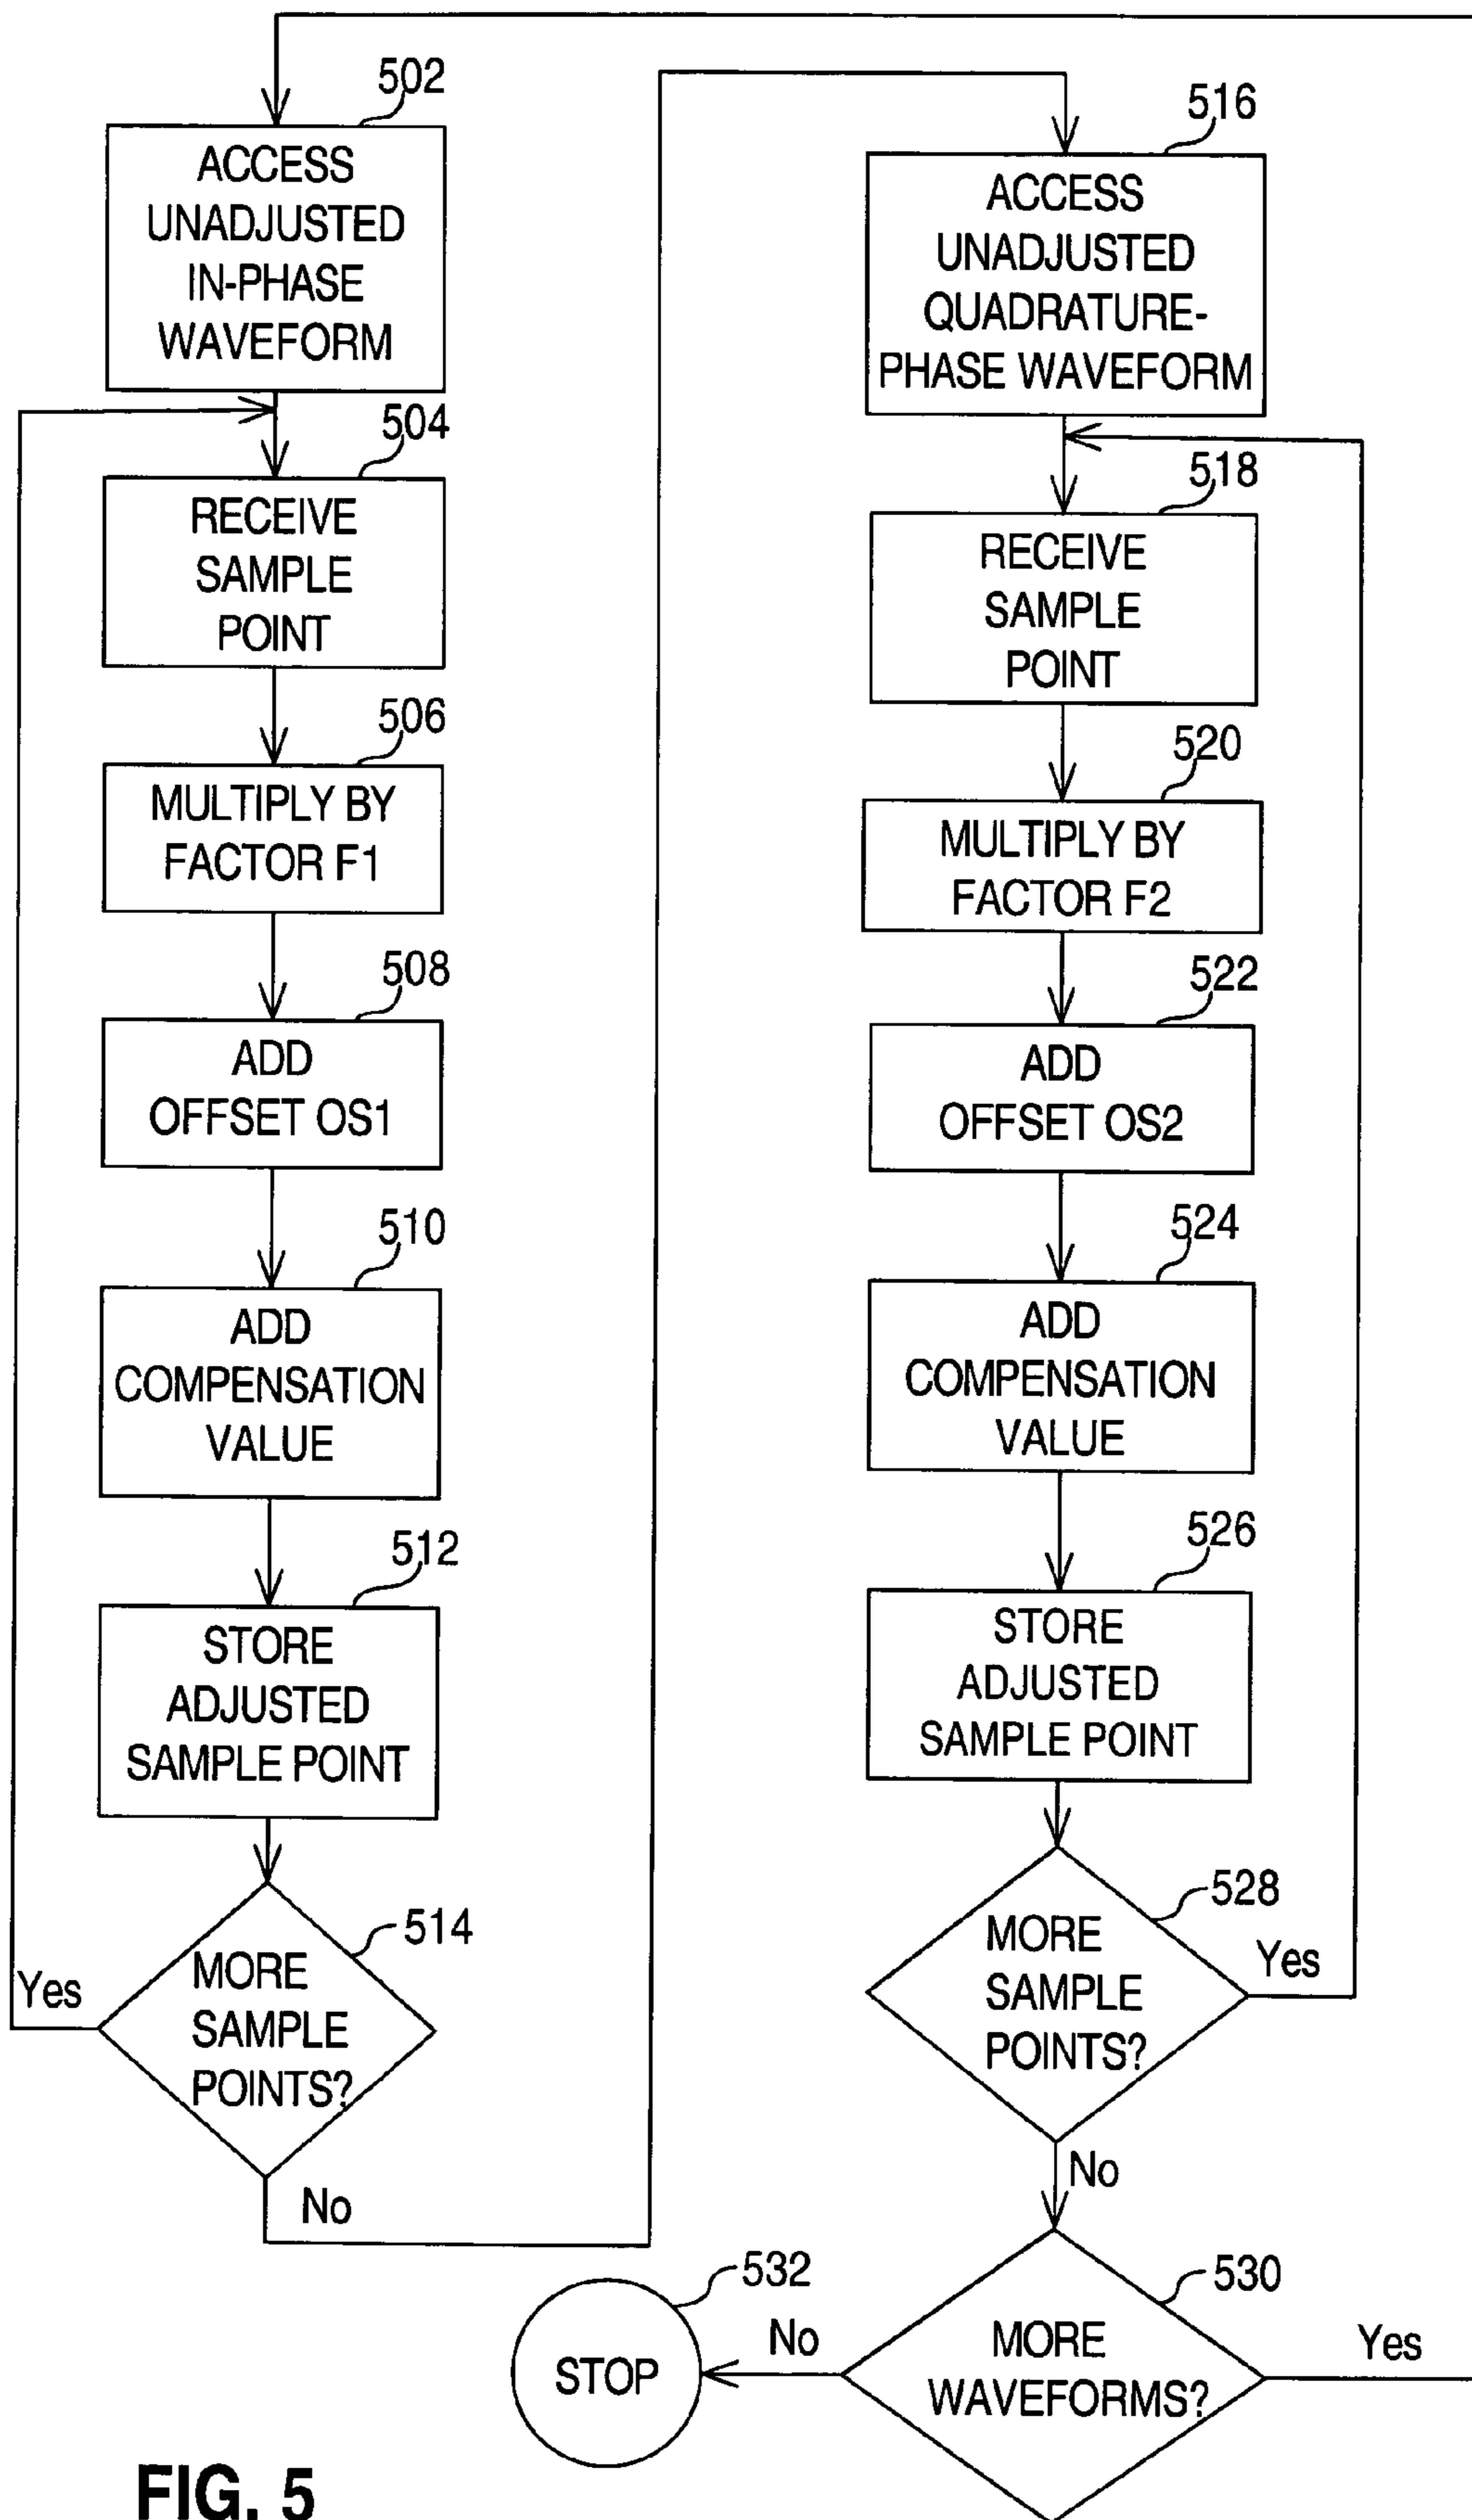 502
ACCESS
UNADJUSTED
IN-PHASE
WAVEFORM
504
RECEIVE
SAMPLE
POINT
506
MULTIPLY BY
FACTOR F1
508
ADD
OFFSET OS1
510
ADD
COMPENSATION
VALUE
512
STORE
ADJUSTED
SAMPLE POINT
514
MORE
SAMPLE
POINTS?
Yes
No
516
ACCESS
UNADJUSTED
QUADRATURE-
PHASE WAVEFORM
518
RECEIVE
SAMPLE
POINT
520
MULTIPLY BY
FACTOR F2
522
ADD
OFFSET OS2
524
ADD
COMPENSATION
VALUE
526
STORE
ADJUSTED
SAMPLE POINT
528
MORE
SAMPLE
POINTS?
Yes
No
530
MORE
WAVEFORMS?
Yes
No
532
STOP
FIG. 5